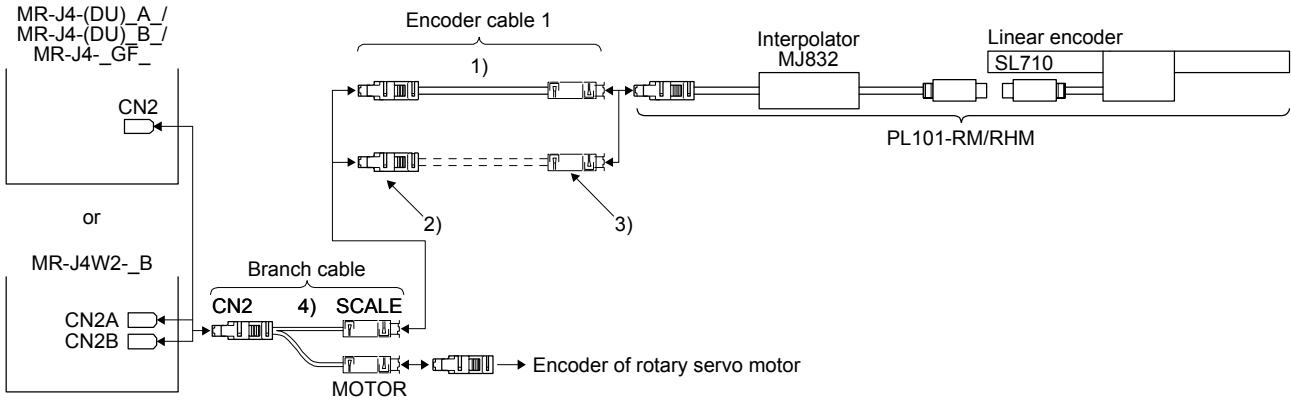 MR-J4-(DU)_A_/
MR-J4-(DU)_B_/
MR-J4-_GF_
CN2
or
MR-J4W2-_B
CN2A
CN2B
Branch cable
CN2
4)
SCALE
MOTOR
Encoder of rotary servo motor
Encoder cable 1
1)
2)
3)
Interpolator
MJ832
Linear encoder
SL710
PL101-RM/RHM